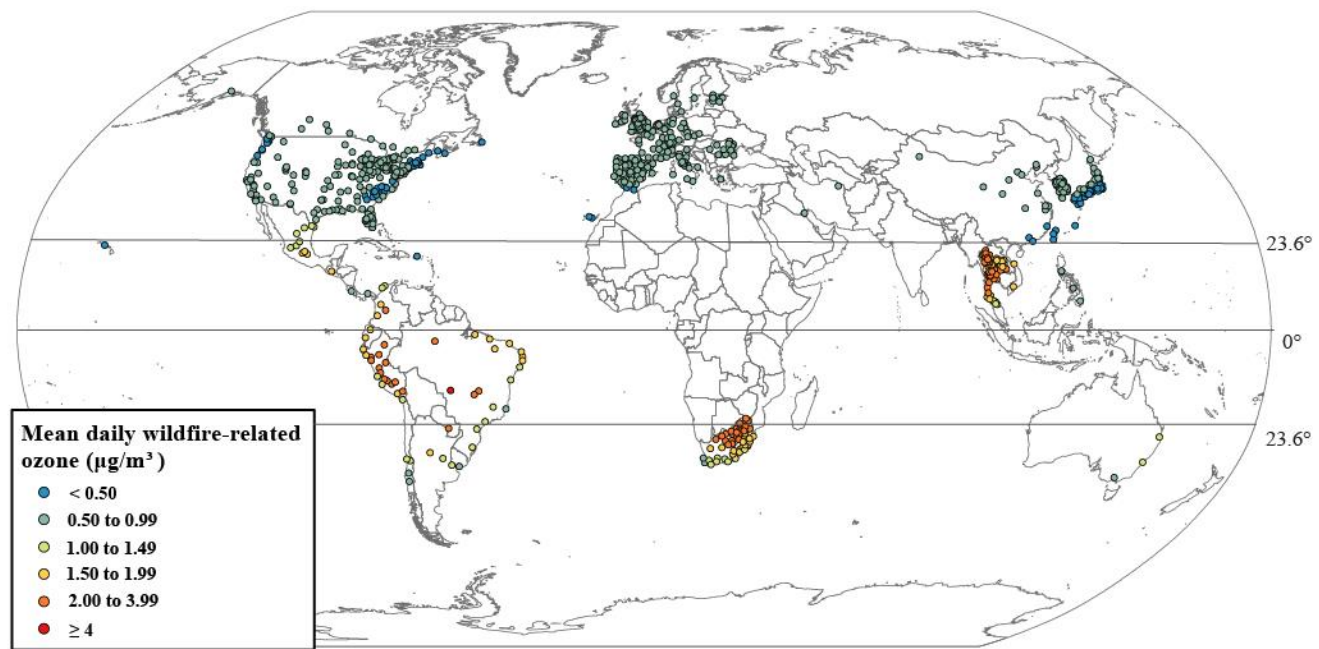 23.6°
0°
23.6°
Mean daily wildfire-related
ozone (μg/m³)
< 0.50
0.50 to 0.99
1.00 to 1.49
1.50 to 1.99
2.00 to 3.99
≥ 4